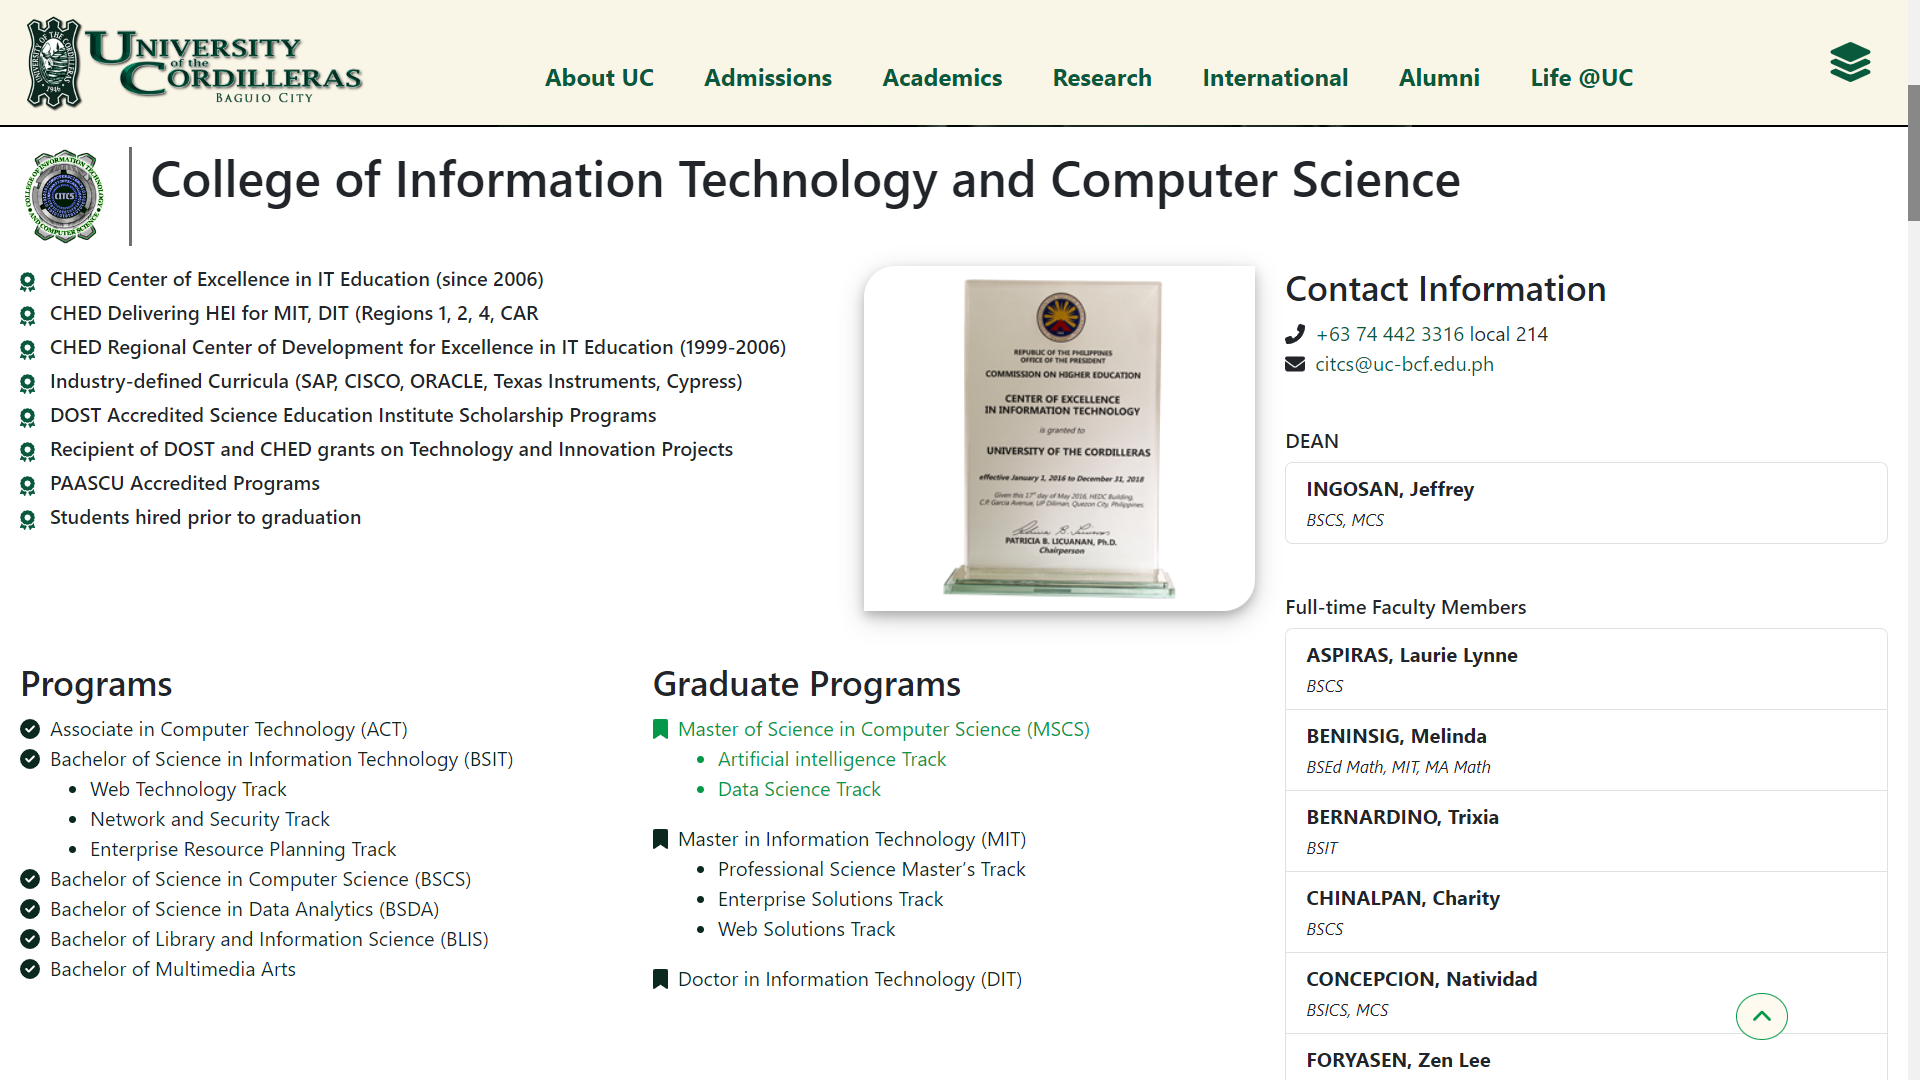 UNIVERSITY
of the
CORDILLERAS
BAGUIO CITY
About UC
Admissions
Academics
Research
International
Alumni
Life @UC
College of Information Technology and Computer Science
CHED Center of Excellence in IT Education (since 2006)
CHED Delivering HEI for MIT, DIT (Regions 1, 2, 4, CAR
CHED Regional Center of Development for Excellence in IT Education (1999-2006)
Industry-defined Curricula (SAP, CISCO, ORACLE, Texas Instruments, Cypress)
DOST Accredited Science Education Institute Scholarship Programs
Recipient of DOST and CHED grants on Technology and Innovation Projects
PAASCU Accredited Programs
Students hired prior to graduation
REPUBLIC OF THE PHILIPPINES
OFFICE OF THE PRESIDENT
COMMISSION ON HIGHER EDUCATION
CENTER OF EXCELLENCE
IN INFORMATION TECHNOLOGY
is granted to
UNIVERSITY OF THE CORDILLERAS
effective January 1, 2016 to December 31, 2018
Given this 17th day of May 2016, HEDC Building,
C.P. Garcia Avenue, UP Diliman, Quezon City, Philippines
PATRICIA B. LICUANAN, Ph.D.
Chairperson
Programs
Associate in Computer Technology (ACT)
Bachelor of Science in Information Technology (BSIT)
Web Technology Track
Network and Security Track
Enterprise Resource Planning Track
Bachelor of Science in Computer Science (BSCS)
Bachelor of Science in Data Analytics (BSDA)
Bachelor of Library and Information Science (BLIS)
Bachelor of Multimedia Arts
Graduate Programs
Master of Science in Computer Science (MSCS)
Artificial intelligence Track
Data Science Track
Master in Information Technology (MIT)
Professional Science Master’s Track
Enterprise Solutions Track
Web Solutions Track
Doctor in Information Technology (DIT)
Contact Information
+63 74 442 3316 local 214
citcs@uc-bcf.edu.ph
DEAN
INGOSAN, Jeffrey
BSCS, MCS
Full-time Faculty Members
ASPIRAS, Laurie Lynne
BSCS
BENINSIG, Melinda
BSEd Math, MIT, MA Math
BERNARDINO, Trixia
BSIT
CHINALPAN, Charity
BSCS
CONCEPCION, Natividad
BSICS, MCS
FORYASEN, Zen Lee